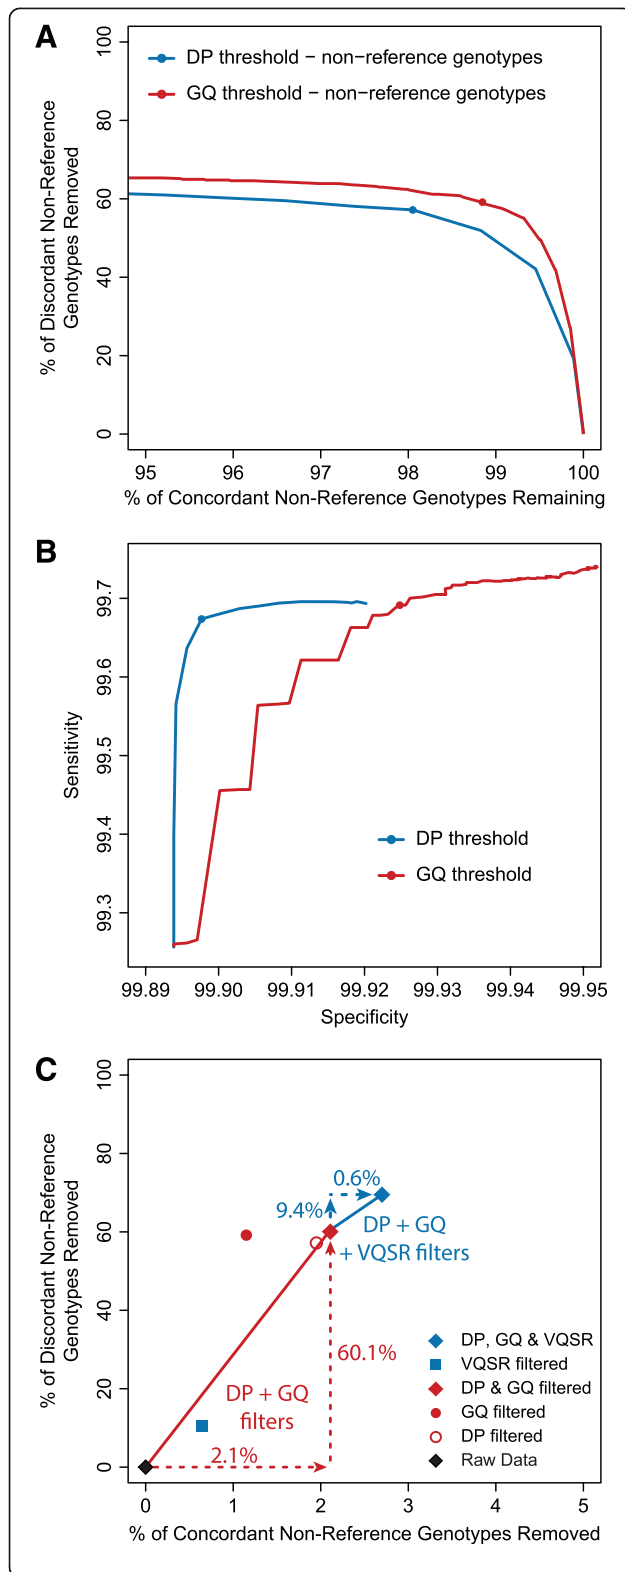 A
DP threshold − non−reference genotypes
GQ threshold − non−reference genotypes
% of Discordant Non-Reference
Genotypes Removed
100
80
60
40
20
0
95 96 97 98 99 100
% of Concordant Non-Reference Genotypes Remaining
B
Sensitivity
99.7
99.6
99.5
99.4
99.3
DP threshold
GQ threshold
99.89 99.90 99.91 99.92 99.93 99.94 99.95
Specificity
C
% of Discordant Non-Reference
Genotypes Removed
100
80
60
40
20
0
0.6%
9.4%
DP + GQ
+ VQSR filters
60.1%
DP + GQ
filters
2.1%
DP, GQ & VQSR
VQSR filtered
DP & GQ filtered
GQ filtered
DP filtered
Raw Data
0 1 2 3 4 5
% of Concordant Non-Reference Genotypes Removed